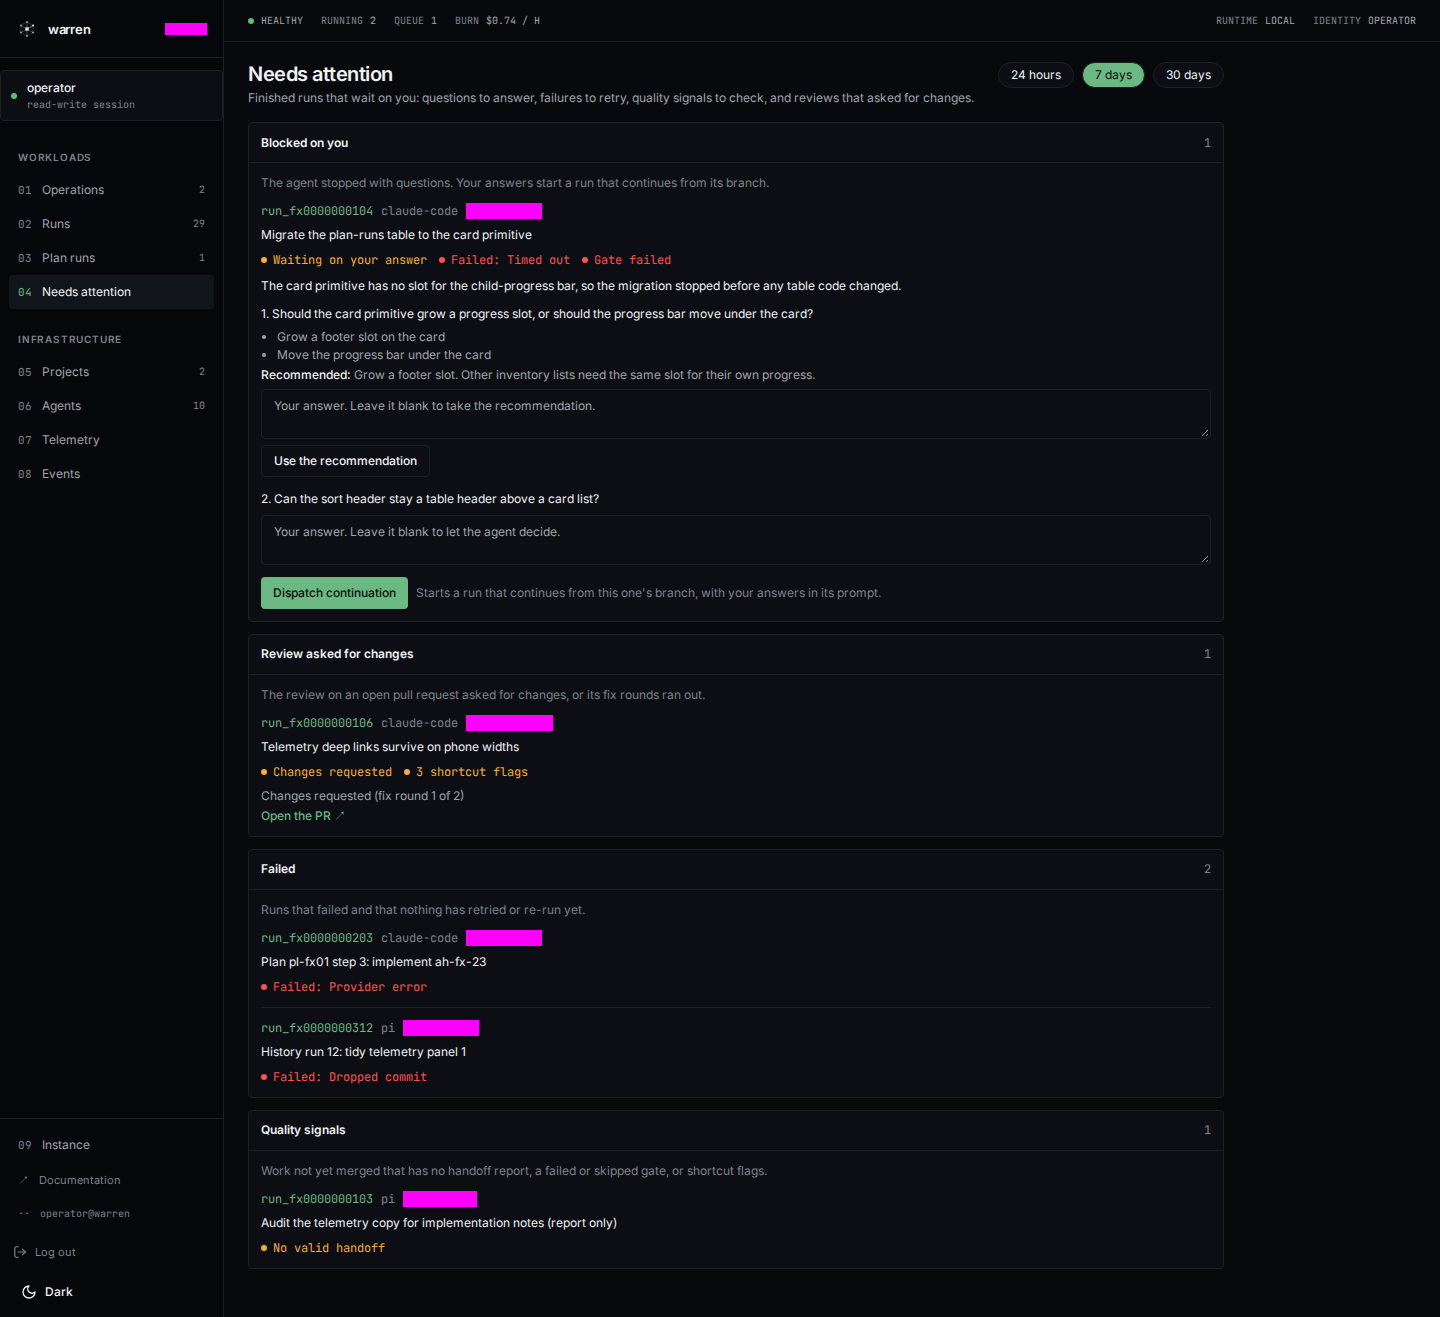 warren
operator
read-write session
WORKLOADS
01 Operations 2
02 Runs 29
03 Plan runs 1
04 Needs attention
INFRASTRUCTURE
05 Projects 2
06 Agents 10
07 Telemetry
08 Events
09 Instance
Documentation
operator@warren
Log out
Dark
HEALTHY RUNNING 2 QUEUE 1 BURN $0.74 / H RUNTIME LOCAL IDENTITY OPERATOR
Needs attention
24 hours 7 days 30 days
Finished runs that wait on you: questions to answer, failures to retry, quality signals to check, and reviews that asked for changes.
Blocked on you 1
The agent stopped with questions. Your answers start a run that continues from its branch.
run_fx0000000104 claude-code
Migrate the plan-runs table to the card primitive
Waiting on your answer Failed: Timed out Gate failed
The card primitive has no slot for the child-progress bar, so the migration stopped before any table code changed.
1. Should the card primitive grow a progress slot, or should the progress bar move under the card?
• Grow a footer slot on the card
• Move the progress bar under the card
Recommended: Grow a footer slot. Other inventory lists need the same slot for their own progress.
Your answer. Leave it blank to take the recommendation.
Use the recommendation
2. Can the sort header stay a table header above a card list?
Your answer. Leave it blank to let the agent decide.
Dispatch continuation Starts a run that continues from this one's branch, with your answers in its prompt.
Review asked for changes 1
The review on an open pull request asked for changes, or its fix rounds ran out.
run_fx0000000106 claude-code
Telemetry deep links survive on phone widths
Changes requested 3 shortcut flags
Changes requested (fix round 1 of 2)
Open the PR ↗
Failed 2
Runs that failed and that nothing has retried or re-run yet.
run_fx0000000203 claude-code
Plan pl-fx01 step 3: implement ah-fx-23
Failed: Provider error
run_fx0000000312 pi
History run 12: tidy telemetry panel 1
Failed: Dropped commit
Quality signals 1
Work not yet merged that has no handoff report, a failed or skipped gate, or shortcut flags.
run_fx0000000103 pi
Audit the telemetry copy for implementation notes (report only)
No valid handoff